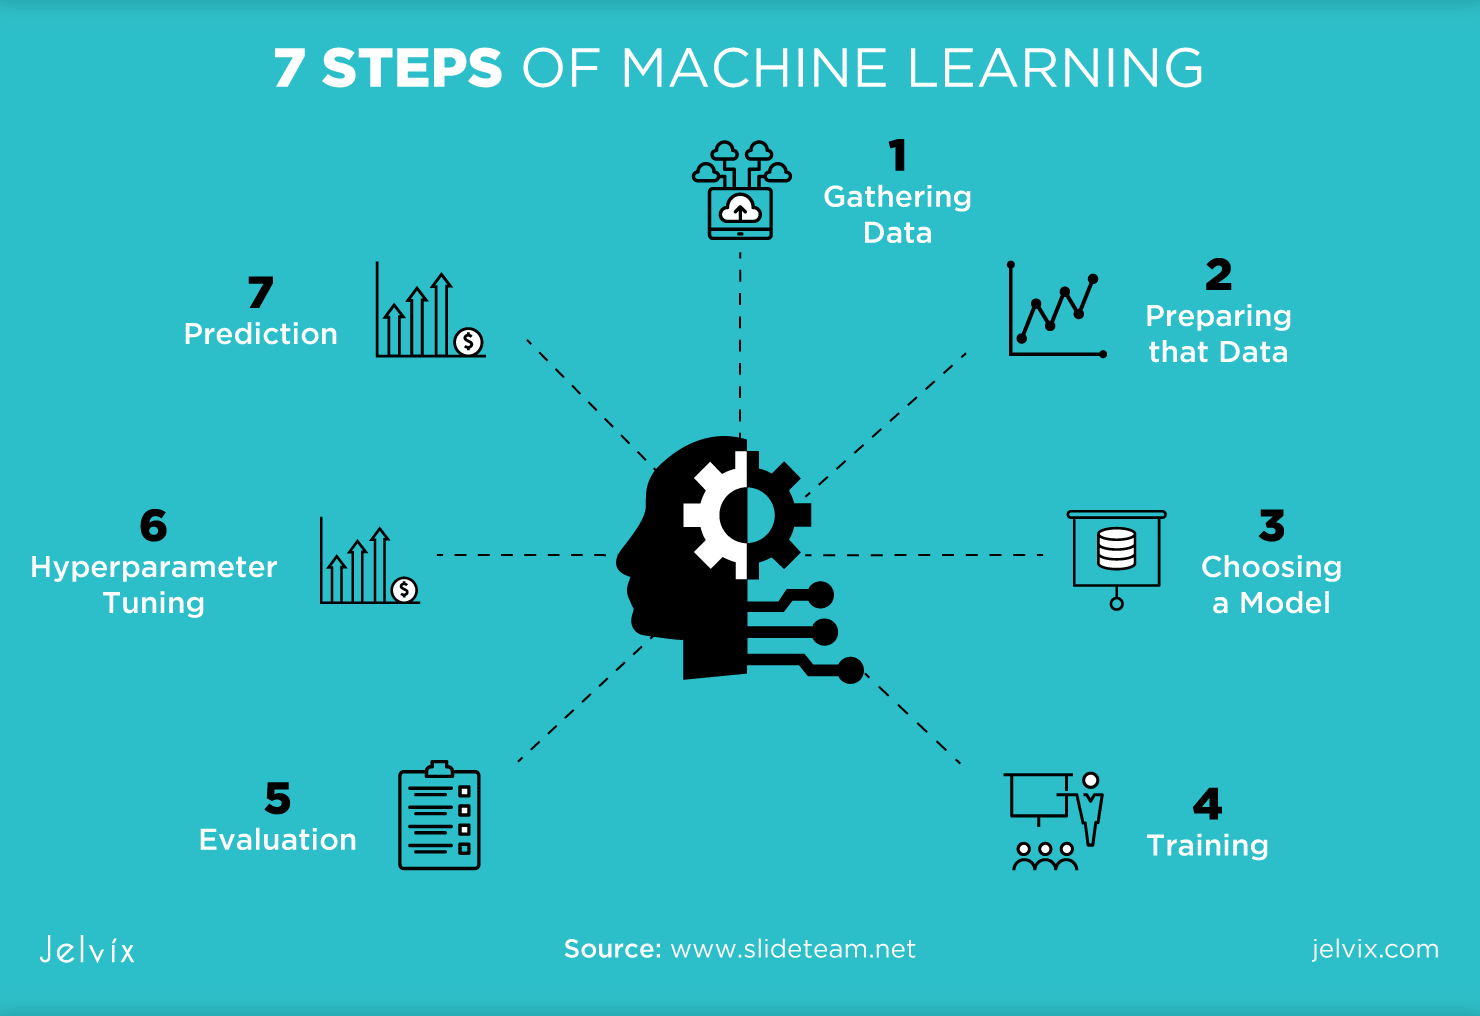 7 STEPS OF MACHINE LEARNING
1
Gathering
Data
2
Preparing
that Data
3
Choosing
a Model
4
Training
5
Evaluation
6
Hyperparameter
Tuning
7
Prediction
$
$
Jelvix
Source: www.slideteam.net
jelvix.com